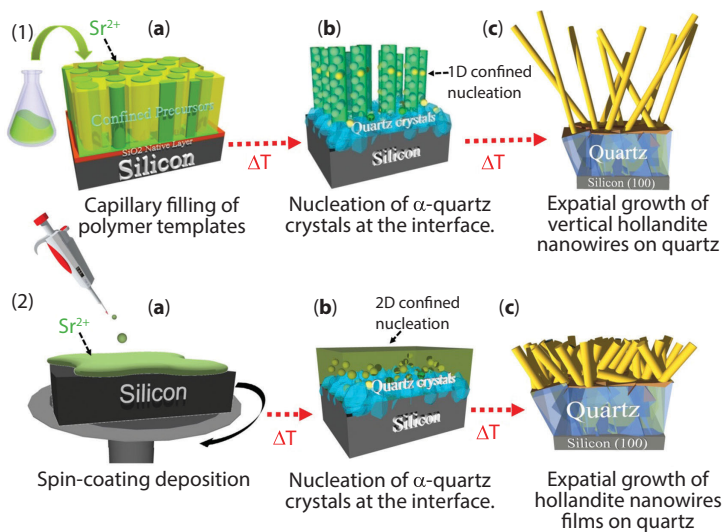 (1)
Sr2+
(a)
Confined Precursors
SiO2 Native Layer
Silicon
Capillary filling of
polymer templates
ΔT
(b)
1D confined
nucleation
Quartz crystals
Silicon
Nucleation of α-quartz
crystals at the interface.
ΔT
(c)
Quartz
Silicon (100)
Expatial growth of
vertical hollandite
nanowires on quartz
(2)
(a)
Sr2+
Silicon
Spin-coating deposition
ΔT
(b)
2D confined
nucleation
Quartz crystals
Silicon
Nucleation of α-quartz
crystals at the interface.
ΔT
(c)
Quartz
Silicon (100)
Expatial growth of
hollandite nanowires
films on quartz